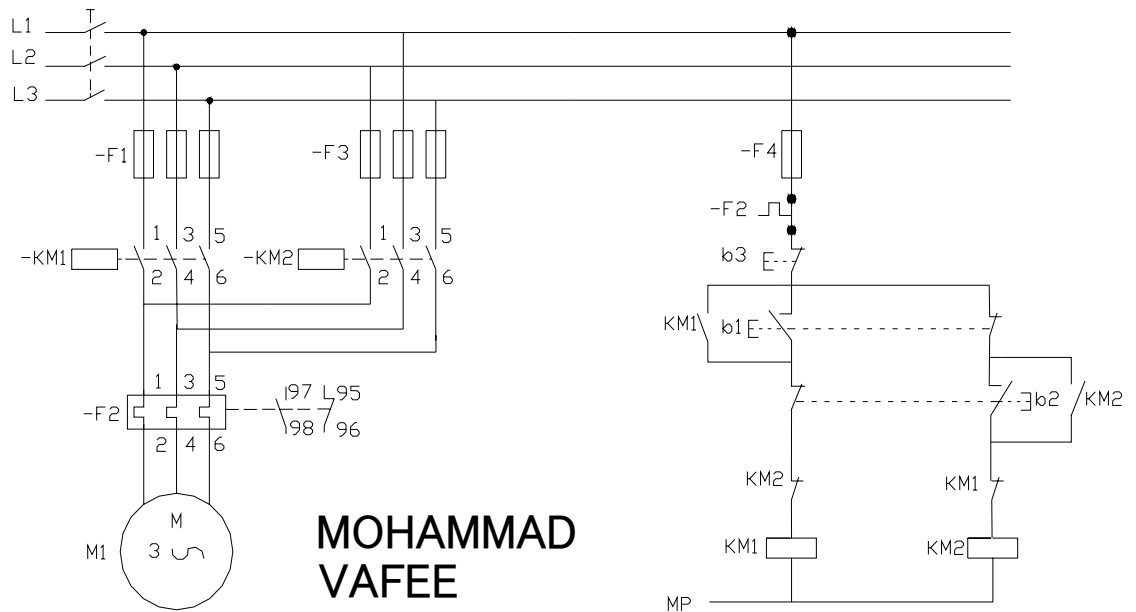 T
L1
L2
L3
-F1
-F3
-F4
-F2
1 3 5
1 3 5
-KM1
-KM2
b3
2 4 6
2 4 6
KM1
b1
1 3 5
97
95
-F2
b2
KM2
98
96
2 4 6
KM2
KM1
M
M1
3
MOHAMMAD
VAFEE
KM1
KM2
MP